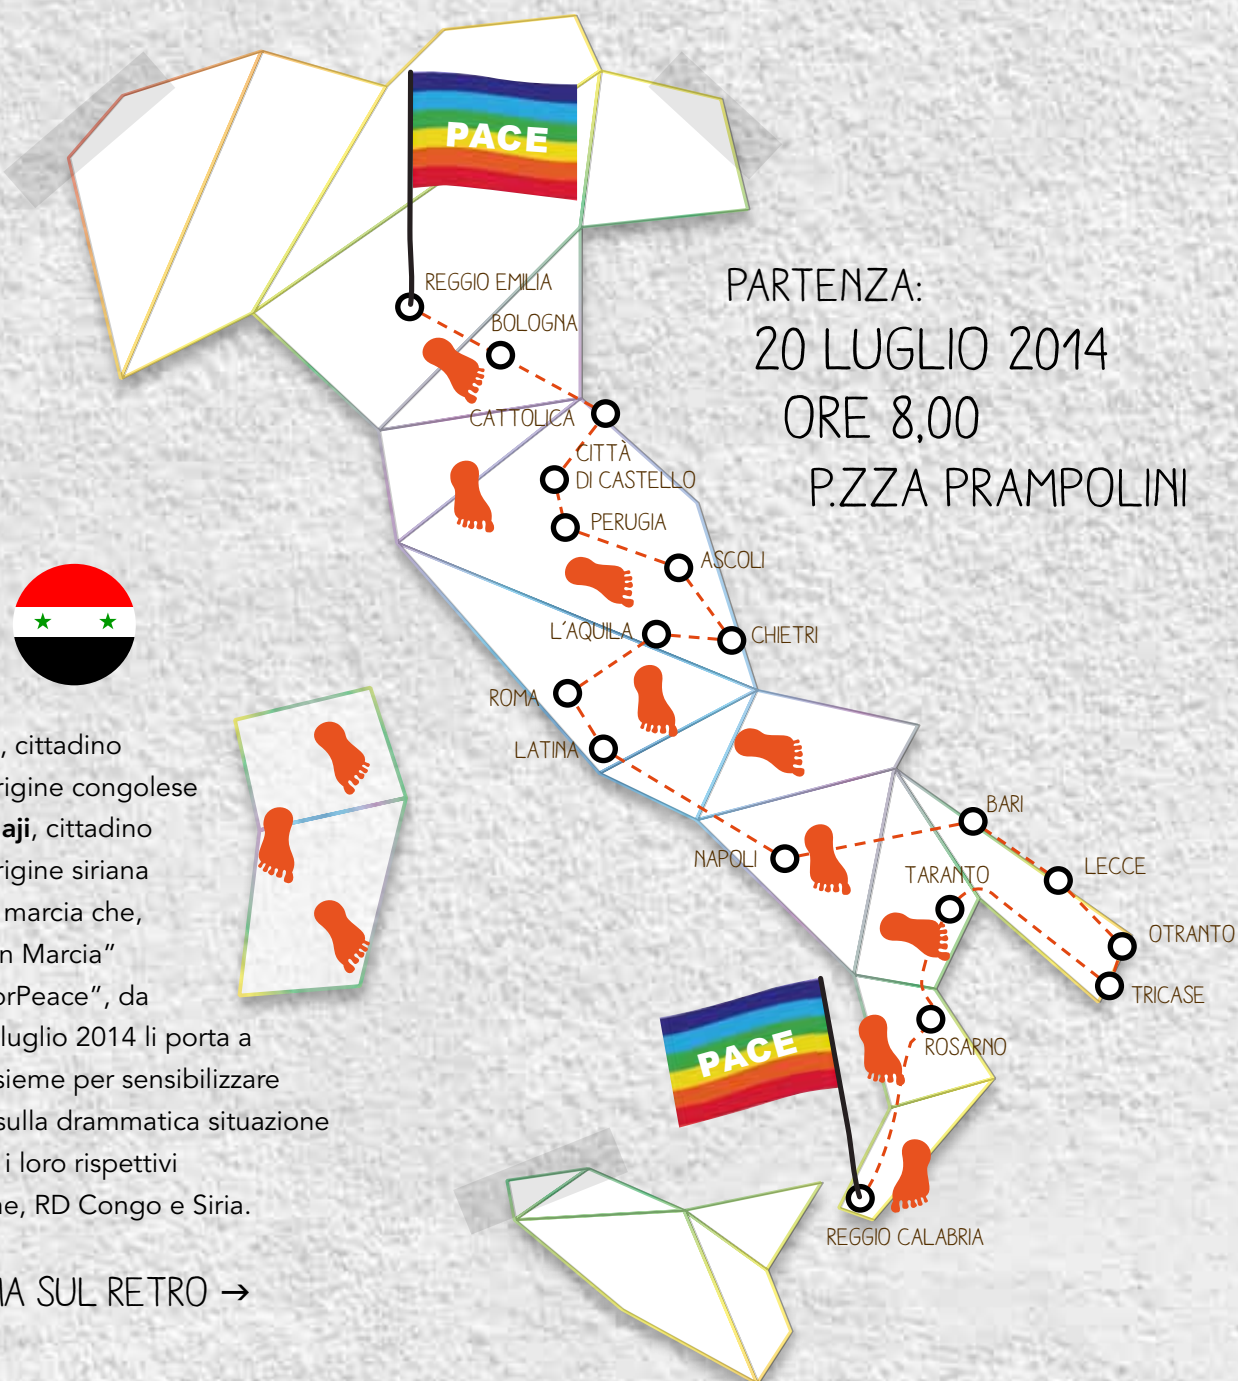 PACE
REGGIO EMILIA
BOLOGNA
CATTOLICA
CITTÀ
DI CASTELLO
PERUGIA
ASCOLI
L'AQUILA
CHIETRI
ROMA
LATINA
NAPOLI
BARI
LECCE
TARANTO
OTRANTO
TRICASE
ROSARNO
PACE
REGGIO CALABRIA
PARTENZA:
20 LUGLIO 2014
ORE 8,00
P.ZZA PRAMPOLINI
, cittadino
rigine congolese
aji, cittadino
rigine siriana
marcia che,
n Marcia”
orPeace”, da
luglio 2014 li porta a
sieme per sensibilizzare
sulla drammatica situazione
i loro rispettivi
ne, RD Congo e Siria.
MA SUL RETRO →